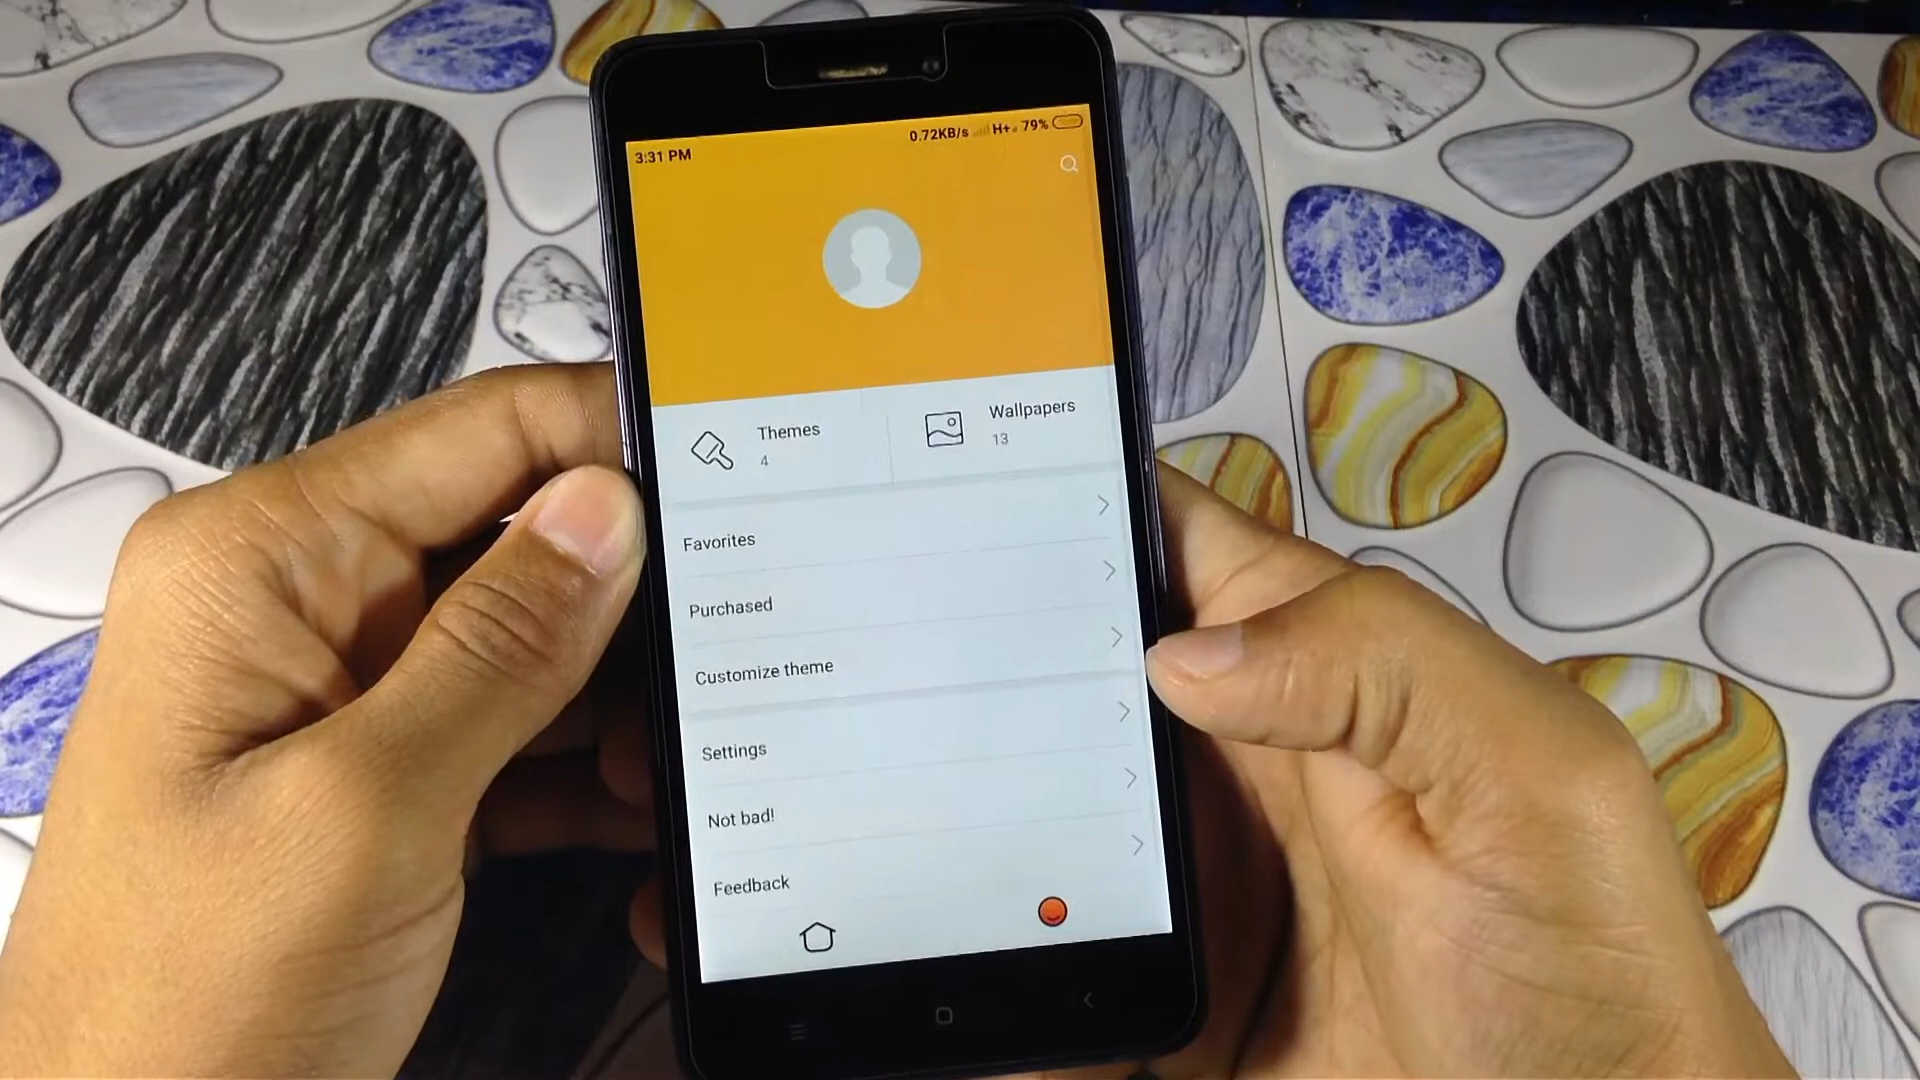 3:31 PM
0.72KB/s H+ 79%
Themes
4
Wallpapers
13
Favorites
Purchased
Customize theme
Settings
Not bad!
Feedback